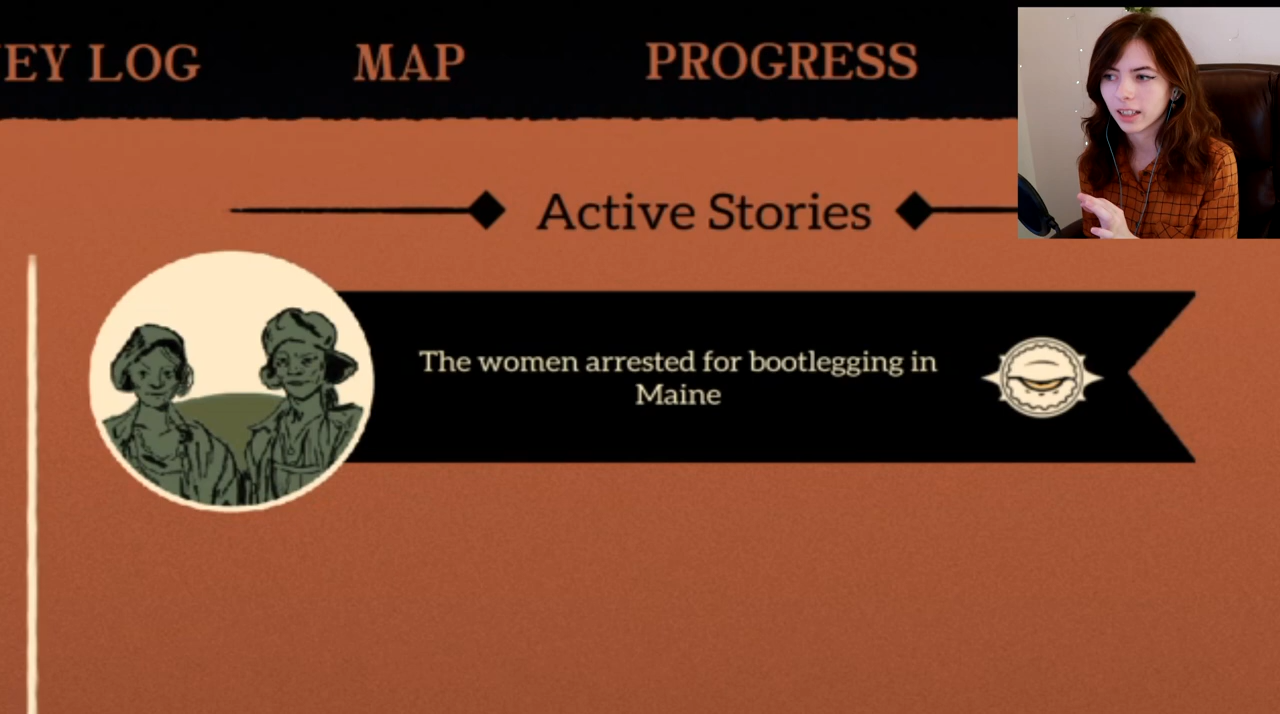 EY LOG MAP PROGRESS
Active Stories
The women arrested for bootlegging in
Maine